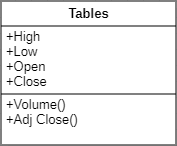 Tables
+High
+Low
+Open
+Close
+Volume()
+Adj Close()